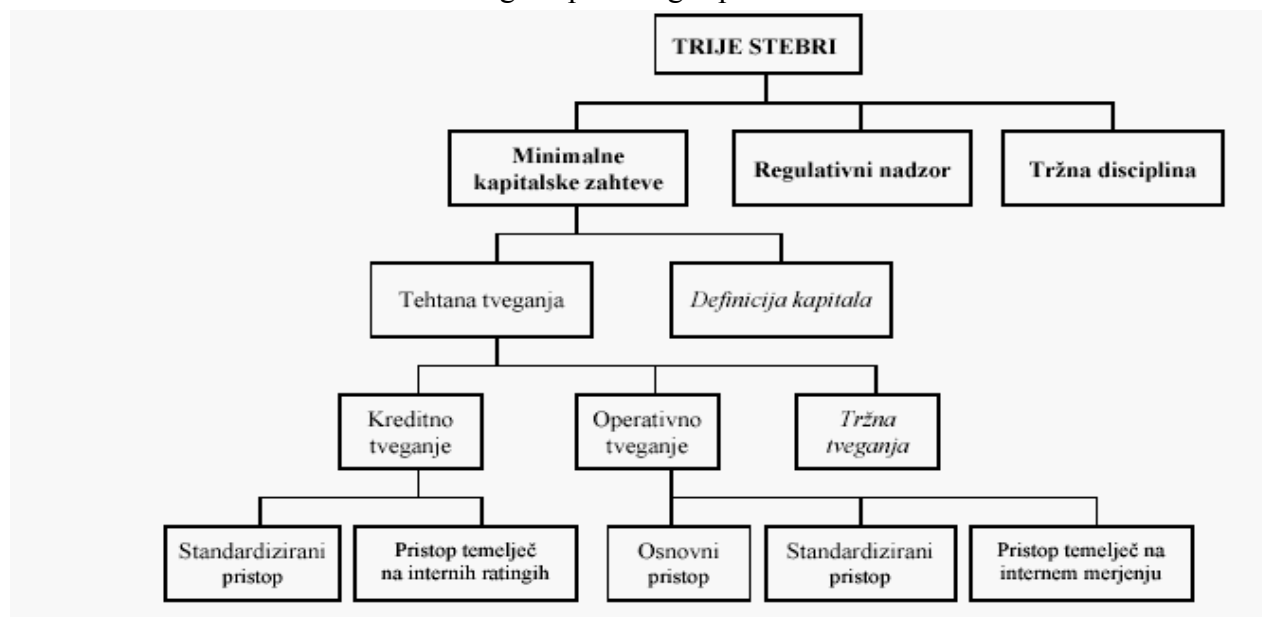 TRIJE STEBRI
Minimalne
kapitalske zahteve
Regulativni nadzor
Tržna disciplina
Tehtana tveganja
Definicija kapitala
Kreditno
tveganje
Operativno
tveganje
Tržna
tveganja
Standardizirani
pristop
Pristop temelječ
na internih ratingih
Osnovni
pristop
Standardizirani
pristop
Pristop temelječ na
internem merjenju